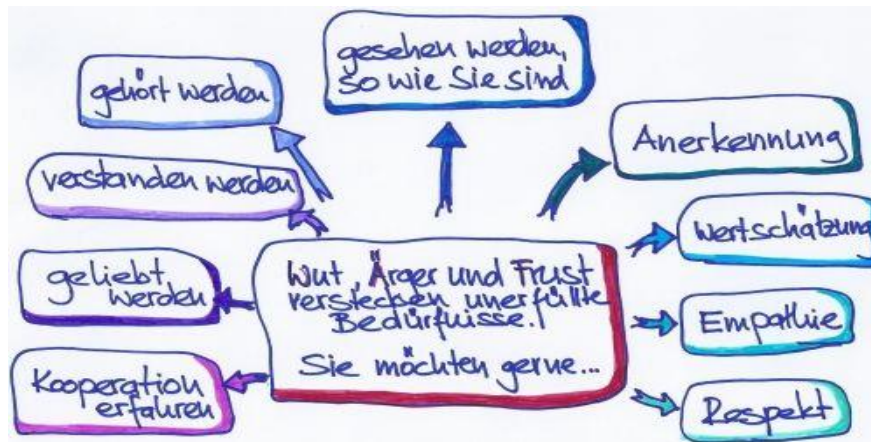 gesehen werden,
so wie Sie sind
gehört werden
Anerkennung
verstanden werden
Wertschätzung
geliebt
werden
Wut, Ärger und Frust
verstecken unerfüllte
Bedürfnisse!
Sie möchten gerne...
Empathie
Kooperation
erfahren
Respekt